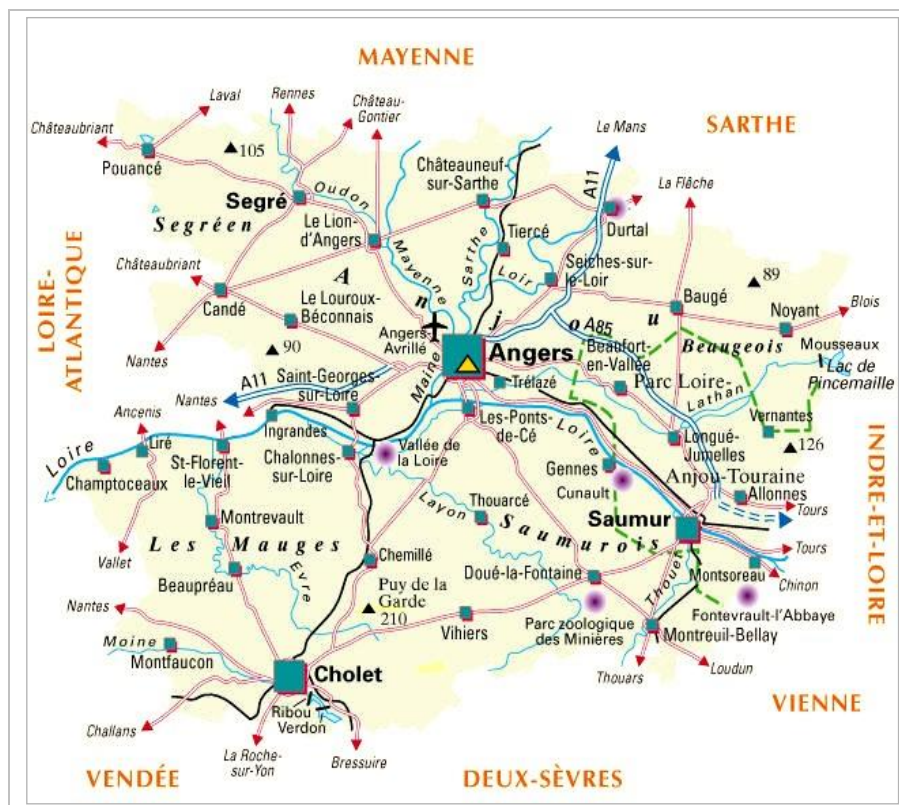 MAYENNE
SARTHE
LOIRE-
ATLANTIQUE
INDRE-ET-LOIRE
VIENNE
DEUX-SÈVRES
VENDÉE
Laval
Rennes
Château-
Gontier
Le Mans
Châteaubriant
Pouancé
105
Châteauneuf-
sur-Sarthe
A11
La Flêche
Segré
Oudon
Segréen
Le Lion-
d'Angers
Mayenne
Sarthe
Tiercé
Durtal
Loir
Seiches-sur-
le-Loir
Châteaubriant
Candé
A
n
j
o
u
Le Louroux-
Béconnais
Angers-
Avrillé
Baugé
89
Noyant
Blois
Nantes
90
Maine
Angers
A85
Beaufort-
en-Vallée
Beaugeois
Mousseaux
Lac de
Pincemaille
A11
Nantes
Saint-Georges-
sur-Loire
Trélazé
Parc Loire-
Lathan
Vernantes
Ancenis
Ingrandes
Les-Ponts-
de-Cé
Loire
Longué-
Jumelles
126
Loire
Liré
St-Florent-
le-Vieil
Chalonnes-
sur-Loire
Vallée de
la Loire
Champtoceaux
Gennes
Cunault
Anjou-Touraine
Allonnes
Tours
Layon
Thouarcé
Saumurois
Saumur
Montrevault
Les Mauges
Vallet
Evre
Chemillé
Tours
Beaupréau
Doué-la-Fontaine
Thouet
Montsoreau
Chinon
Nantes
Puy de la
Garde
210
Vihiers
Parc zoologique
des Minières
Fontevrault-l'Abbaye
Montreuil-Bellay
Moine
Montfaucon
Cholet
Thouars
Loudun
Ribou
Verdon
Challans
La Roche-
sur-Yon
Bressuire